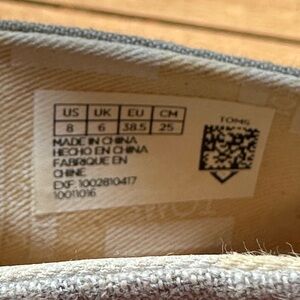 US UK EU CM
8 6 38.5 25
TOMS
MADE IN CHINA
HECHO EN CHINA
FABRIQUE EN
CHINE
EXF: 1002810417
10011016